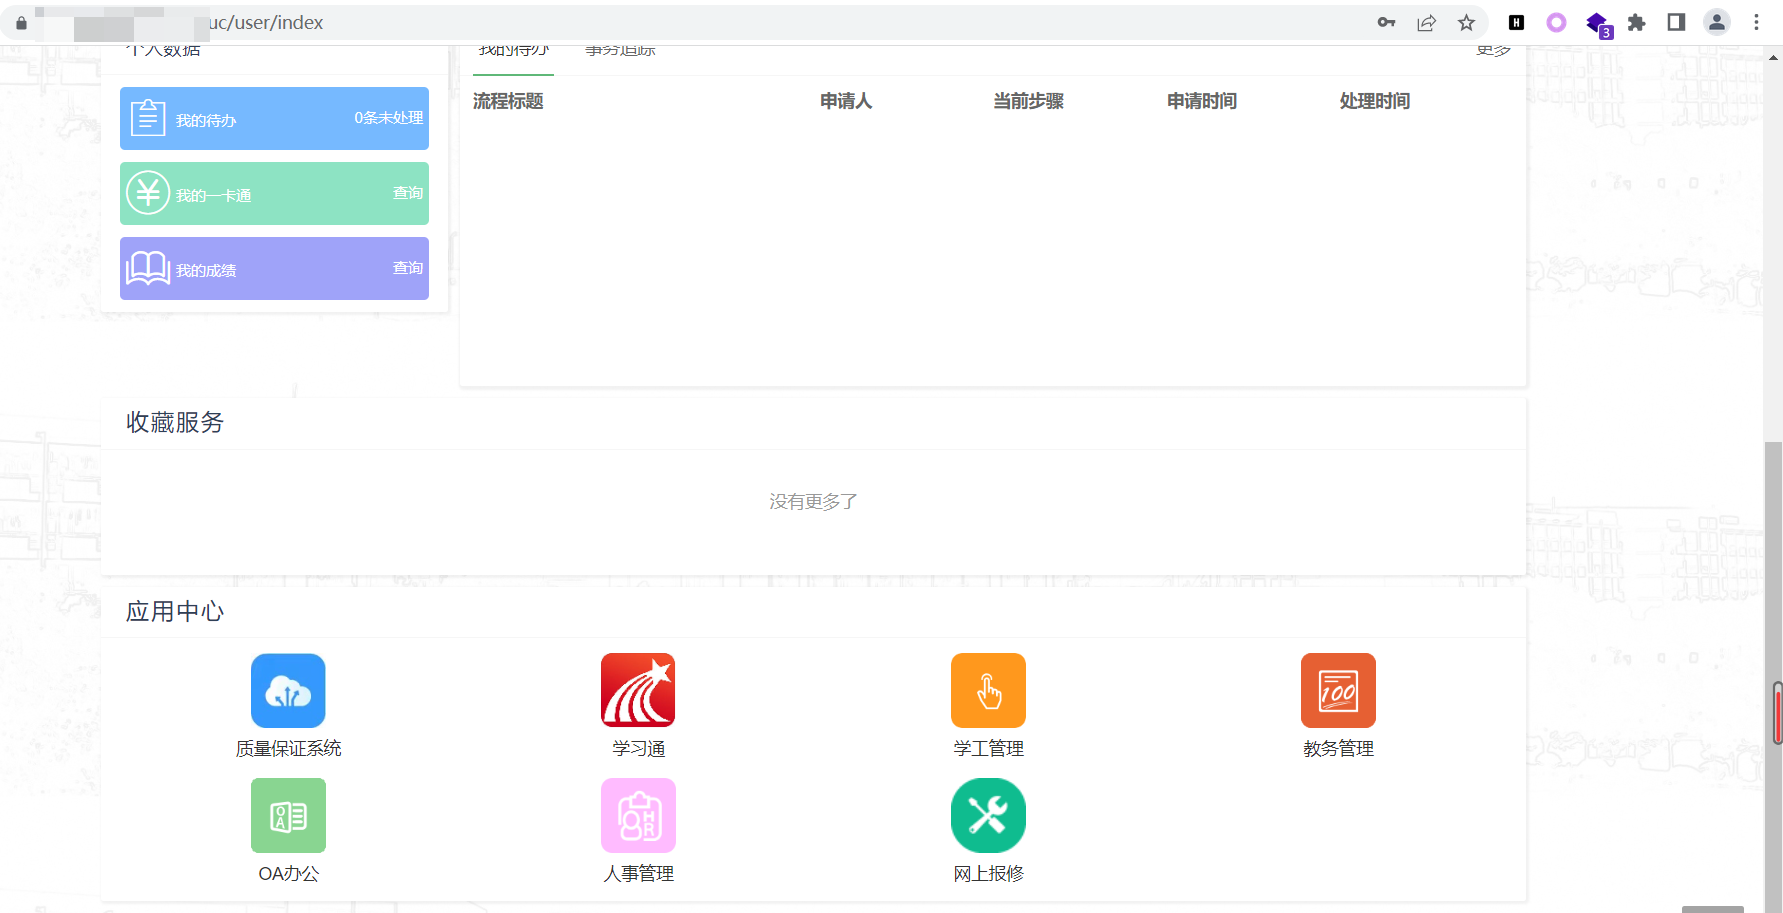 uc/user/index
3
个人数据
我的待办 事务追踪 更多
流程标题 申请人 当前步骤 申请时间 处理时间
我的待办 0条未处理
我的一卡通 查询
我的成绩 查询
收藏服务
没有更多了
应用中心
质量保证系统 学习通 学工管理 教务管理
OA办公 人事管理 网上报修